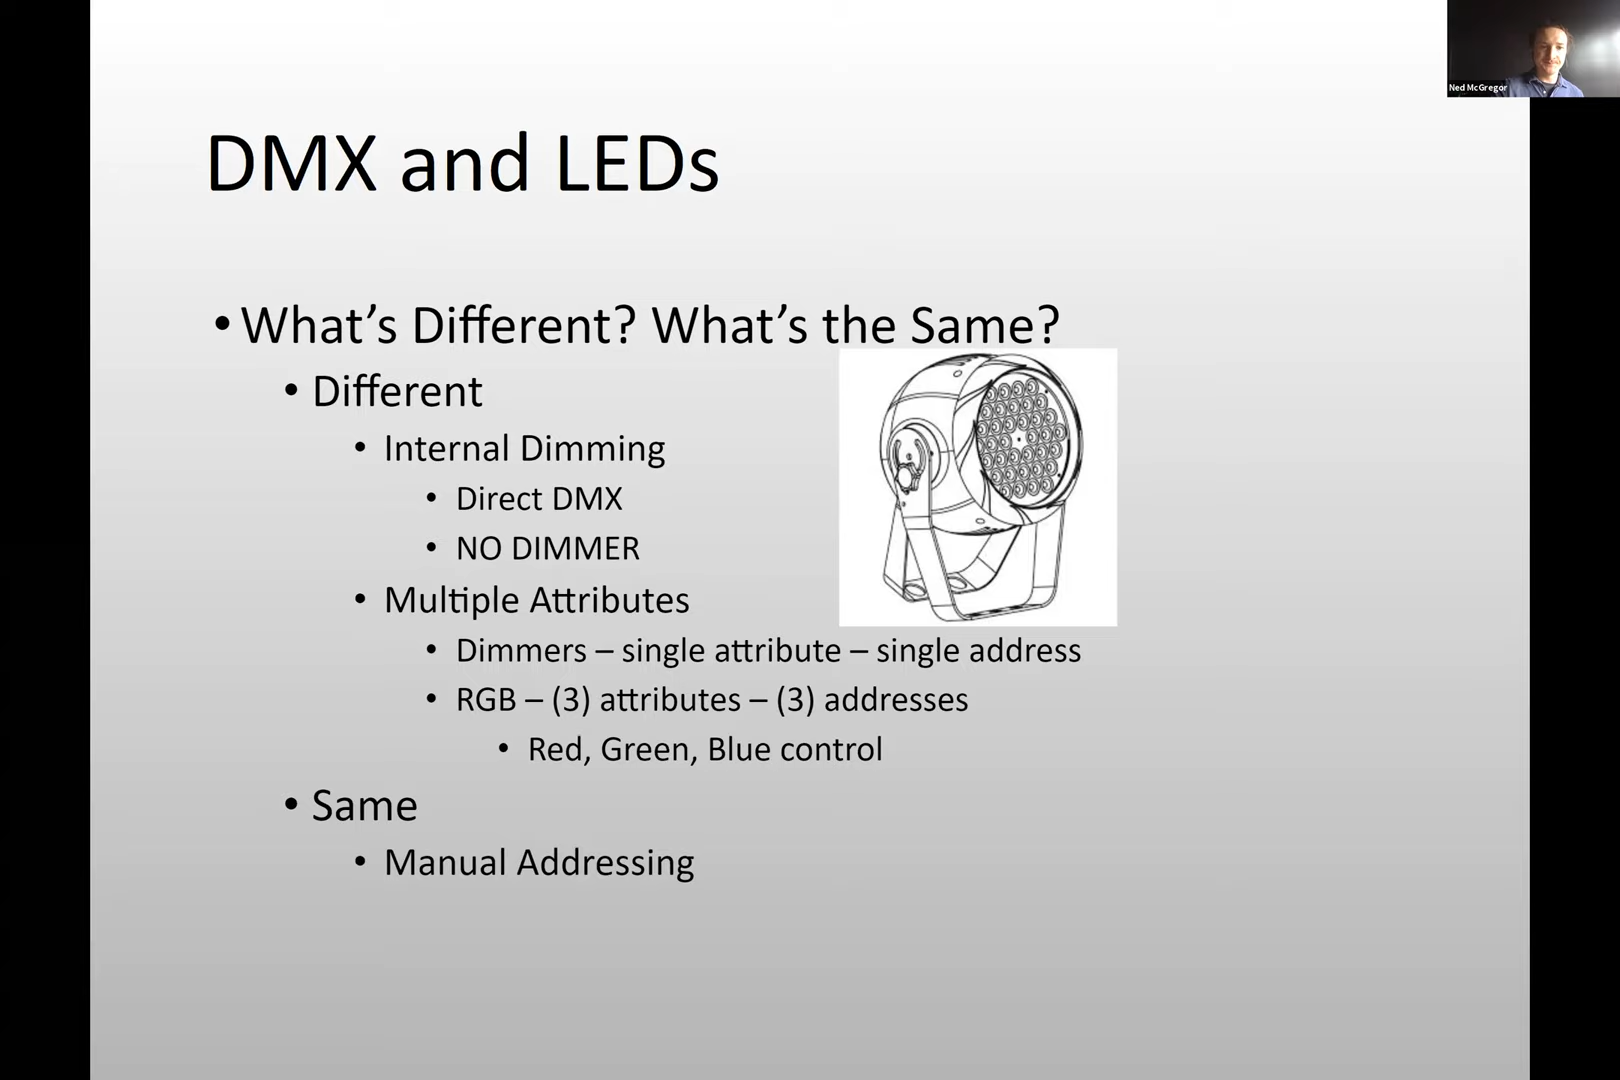 Ned McGregor
DMX and LEDs
•What’s Different? What’s the Same?
• Different
• Internal Dimming
• Direct DMX
• NO DIMMER
• Multiple Attributes
• Dimmers – single attribute – single address
• RGB – (3) attributes – (3) addresses
• Red, Green, Blue control
• Same
• Manual Addressing